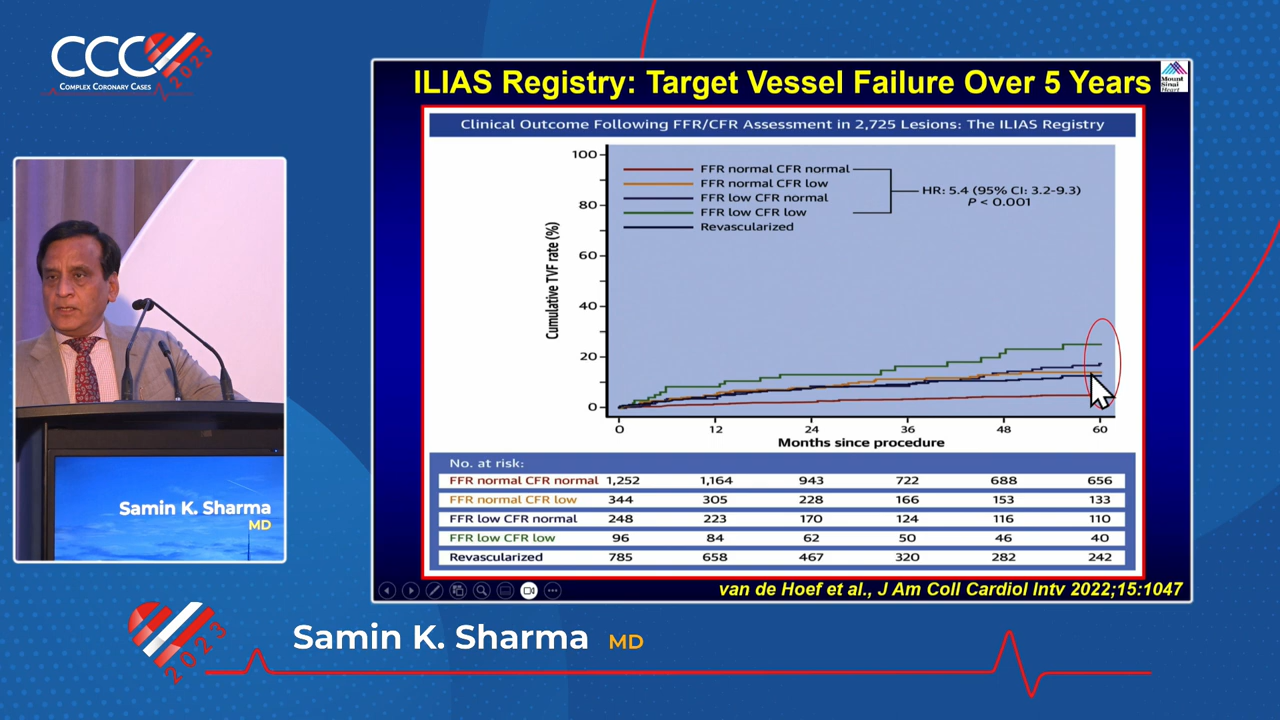 CCC
2023
COMPLEX CORONARY CASES
ILIAS Registry: Target Vessel Failure Over 5 Years
Mount
Sinai
Heart
Clinical Outcome Following FFR/CFR Assessment in 2,725 Lesions: The ILIAS Registry
Cumulative TVF rate (%)
100
80
60
40
20
0
FFR normal CFR normal
FFR normal CFR low
FFR low CFR normal
FFR low CFR low
Revascularized
HR: 5.4 (95% CI: 3.2-9.3)
P < 0.001
0 12 24 36 48 60
Months since procedure
No. at risk:
FFR normal CFR normal 1,252 1,164 943 722 688 656
FFR normal CFR low 344 305 228 166 153 133
FFR low CFR normal 248 223 170 124 116 110
FFR low CFR low 96 84 62 50 46 40
Revascularized 785 658 467 320 282 242
van de Hoef et al., J Am Coll Cardiol Intv 2022;15:1047
Samin K. Sharma
MD
2023
Samin K. Sharma MD